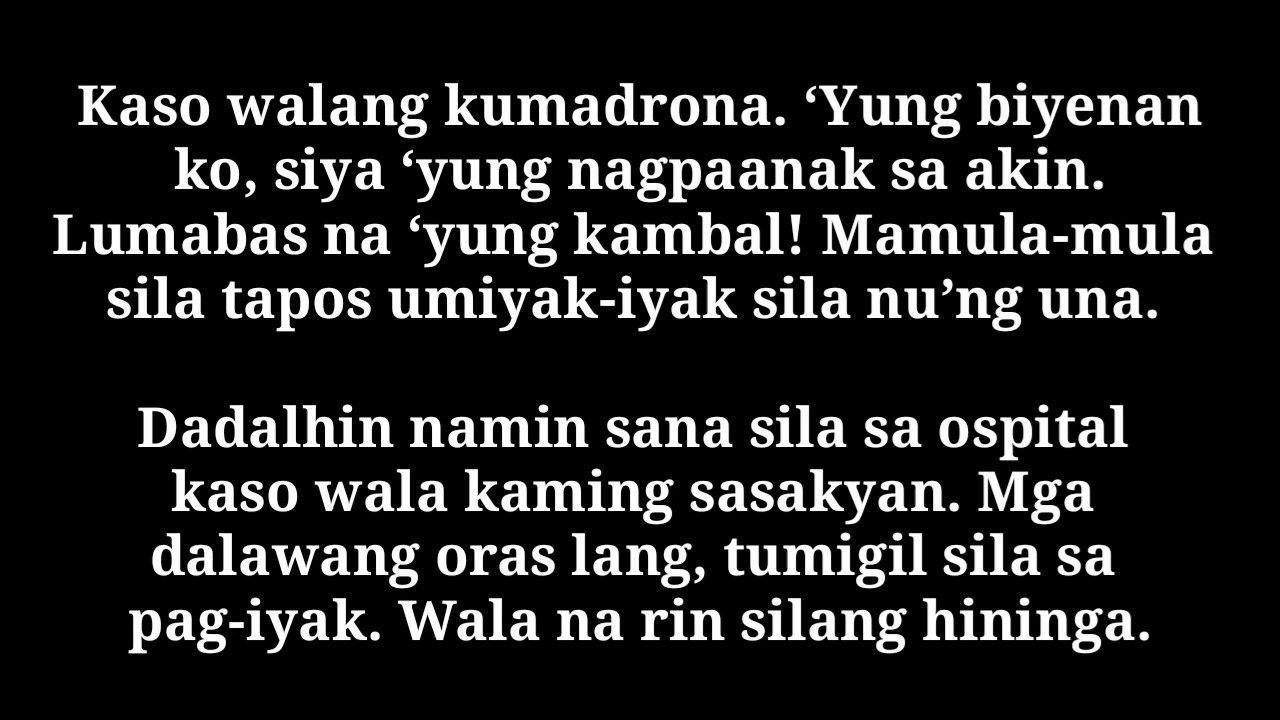 Kaso walang kumadrona. ‘Yung biyenan
ko, siya ‘yung nagpaanak sa akin.
Lumabas na ‘yung kambal! Mamula-mula
sila tapos umiyak-iyak sila nu’ng una.
Dadalhin namin sana sila sa ospital
kaso wala kaming sasakyan. Mga
dalawang oras lang, tumigil sila sa
pag-iyak. Wala na rin silang hininga.